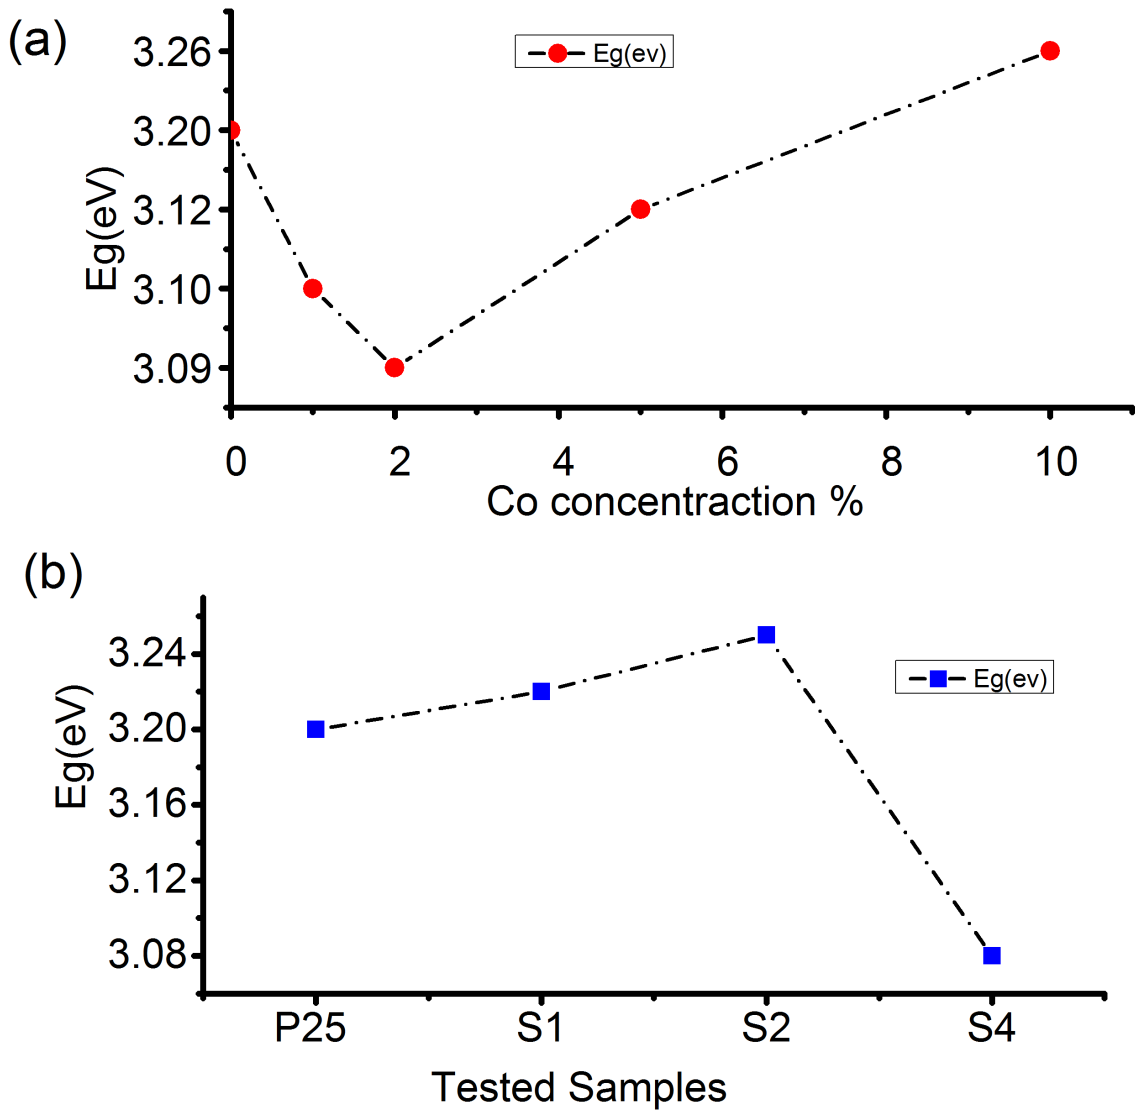 (a)
Eg(ev)
3.26
3.20
3.12
3.10
3.09
Eg(eV)
0 2 4 6 8 10
Co concentraction %
(b)
Eg(ev)
3.24
3.20
3.16
3.12
3.08
Eg(eV)
P25 S1 S2 S4
Tested Samples